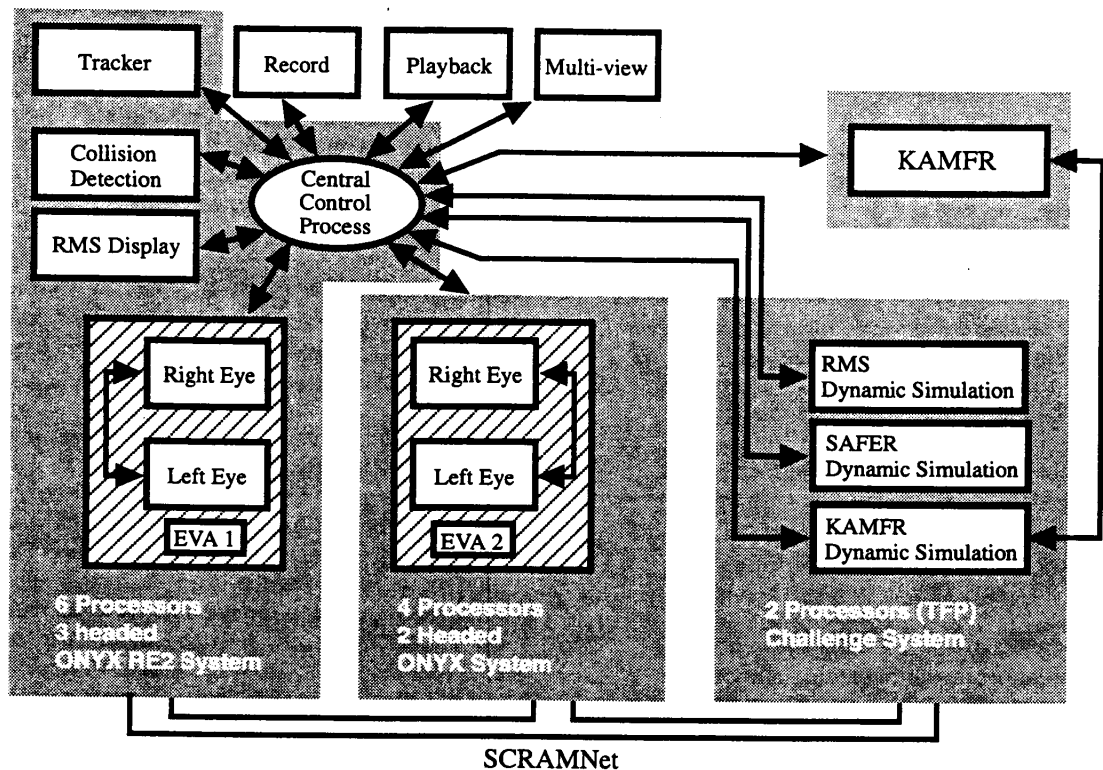 Tracker
Record
Playback
Multi-view
Collision
Detection
RMS Display
Central
Control
Process
KAMFR
Right Eye
Left Eye
EVA 1
Right Eye
Left Eye
EVA 2
RMS
Dynamic Simulation
SAFER
Dynamic Simulation
KAMFR
Dynamic Simulation
6 Processors
3 headed
ONYX RE2 System
4 Processors
2 Headed
ONYX System
2 Processors (TFP)
Challenge System
SCRAMNet